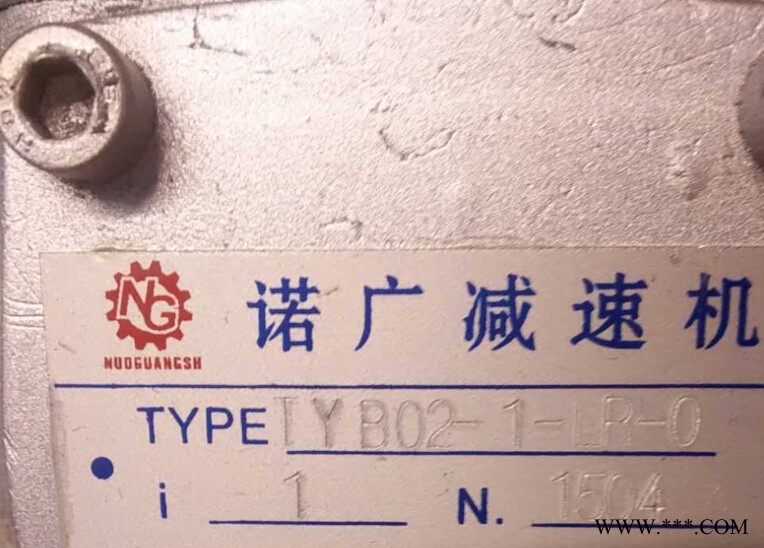 NG
诺广减速机
NUOGUANGSH
TYPE TYB02-1-LR-0
i 1 N. 1504
WWW.***.COM